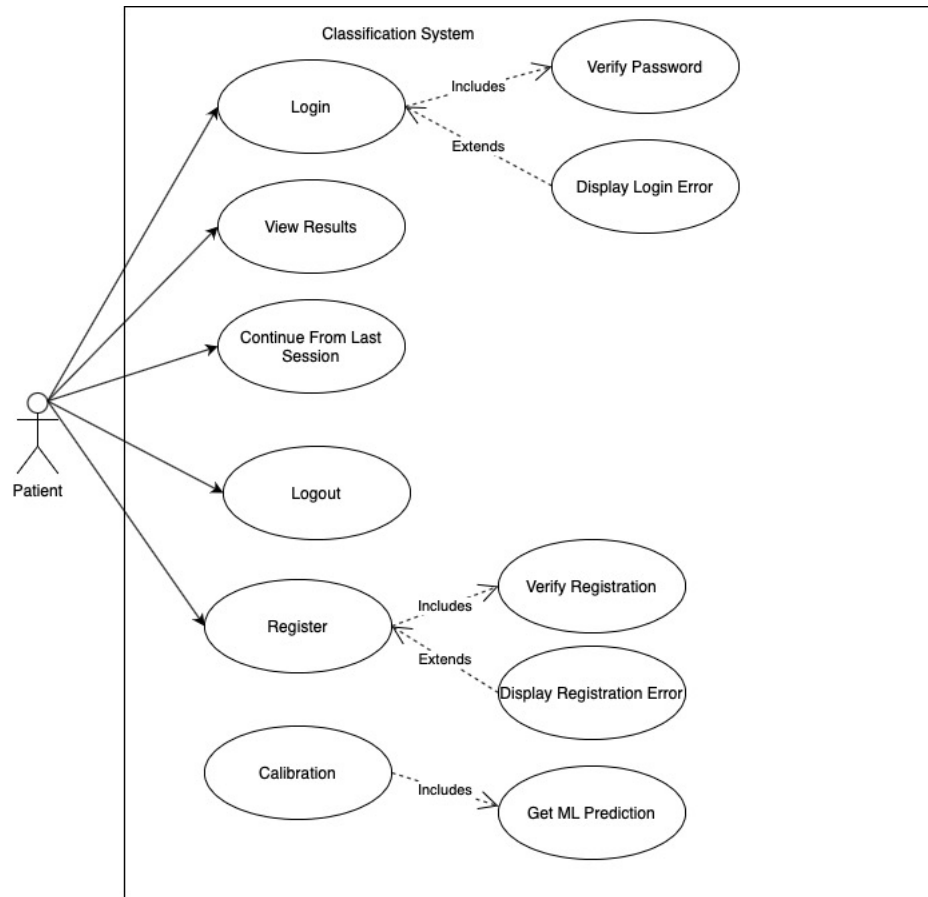 Classification System
Login
Includes
Verify Password
Extends
Display Login Error
View Results
Continue From Last
Session
Patient
Logout
Register
Includes
Verify Registration
Extends
Display Registration Error
Calibration
Includes
Get ML Prediction